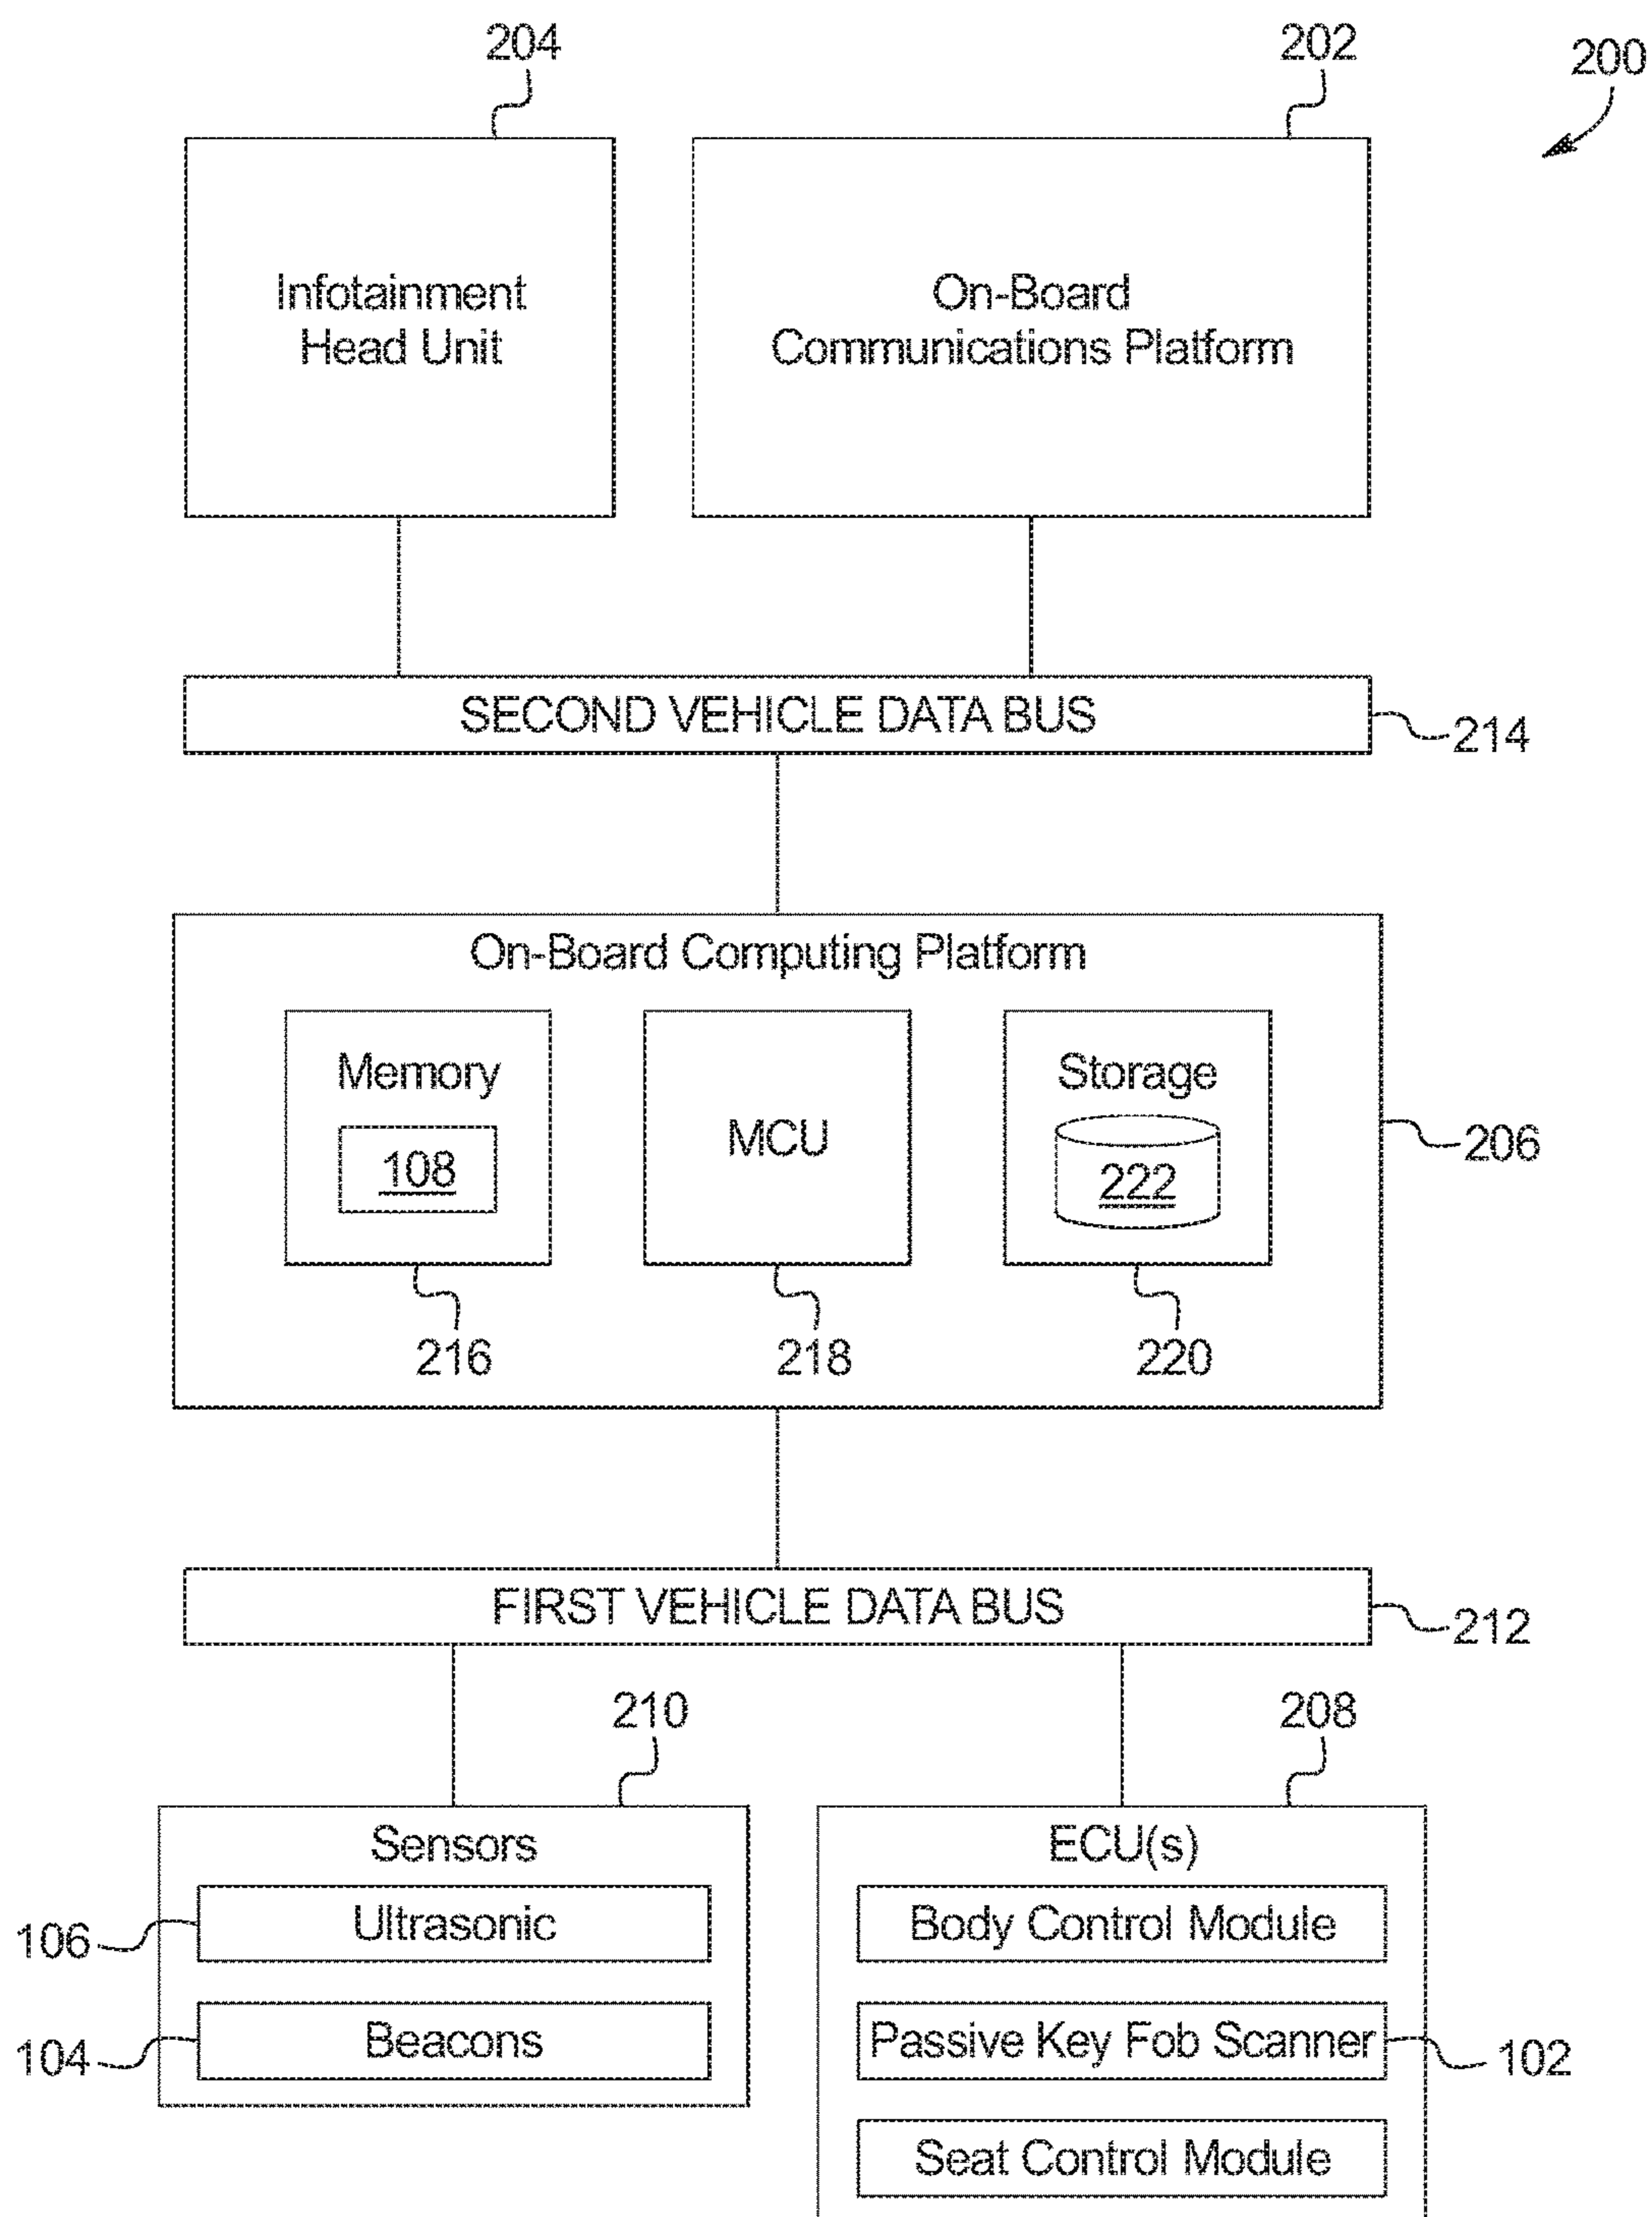 204
202
200
Infotainment
Head Unit
On-Board
Communications Platform
SECOND VEHICLE DATA BUS
214
On-Board Computing Platform
Memory
108
MCU
Storage
222
206
216
218
220
FIRST VEHICLE DATA BUS
212
210
208
Sensors
Ultrasonic
106
Beacons
104
ECU(s)
Body Control Module
Passive Key Fob Scanner
102
Seat Control Module